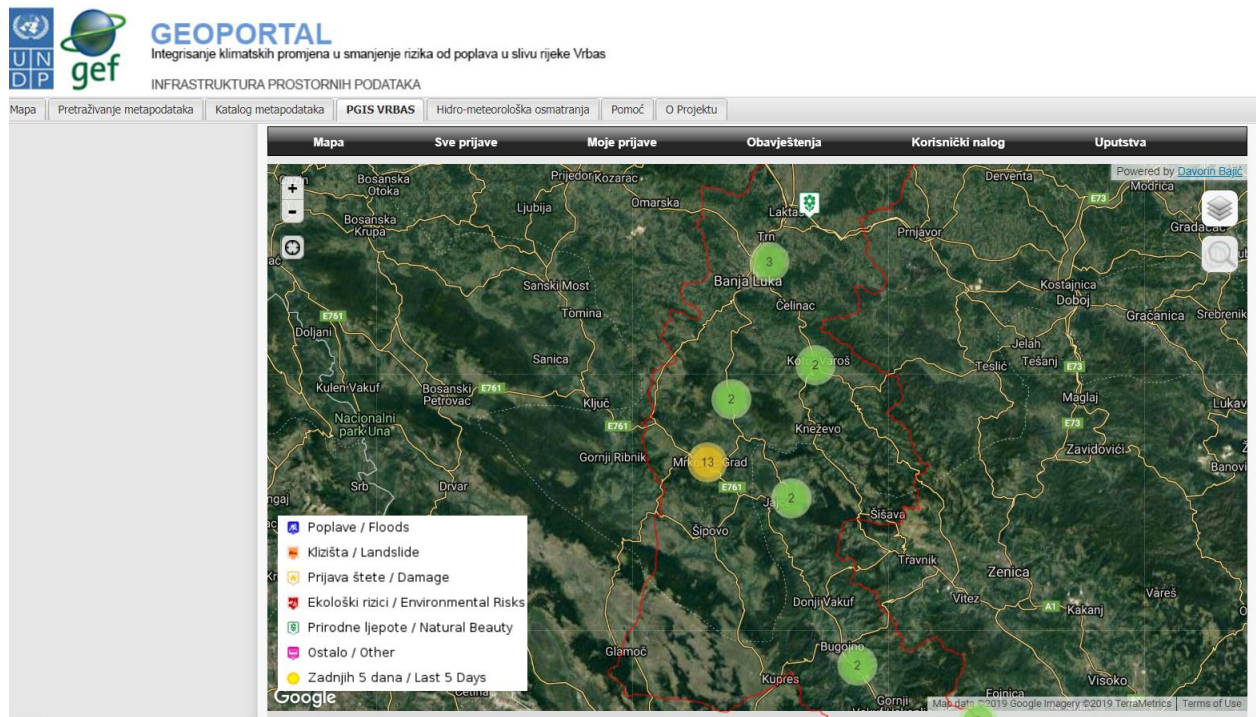 UN
DP
gef
GEOPORTAL
Integrisanje klimatskih promjena u smanjenje rizika od poplava u slivu rijeke Vrbas
INFRASTRUKTURA PROSTORNIH PODATAKA
Mapa Pretraživanje metapodataka Katalog metapodataka PGIS VRBAS Hidro-meteorološka osmatranja Pomoć O Projektu
Mapa Sve prijave Moje prijave Obavještenja Korisnički nalog Uputstva
Powered by Davorin Bajić
+
-
Bosanska
Otoka
Prijedor
Kozarac
Derventa
Modriča
E73
Ljubija
Omarska
Bosanska
Krupa
Trn
Prnjavor
3
Sanski Most
Banja Luka
Kostajnica
Doboj
Čelinac
Tomina
Gračanica
Srebrenik
E761
Doljani
Jelah
Tešanj
Teslić
E73
Sanica
2
Kulen Vakuf
Bosanski
Petrovac
E761
Ključ
2
Maglaj
Nacionalni
park Una
E761
Kneževo
E73
Zavidovići
Gornji Ribnik
13
Grad
E761
2
Srb
Drvar
Šipovo
Šišava
Travnik
Zenica
Vitez
A1
Kakanj
Vareš
Donji Vakuf
Glamoč
Bugojno
2
Kupres
Visoko
Gornji
Fojnica
Poplave / Floods
Klizišta / Landslide
Prijava štete / Damage
Ekološki rizici / Environmental Risks
Prirodne ljepote / Natural Beauty
Ostalo / Other
Zadnjih 5 dana / Last 5 Days
Google
Map data ©2019 Google Imagery ©2019 TerraMetrics Terms of Use